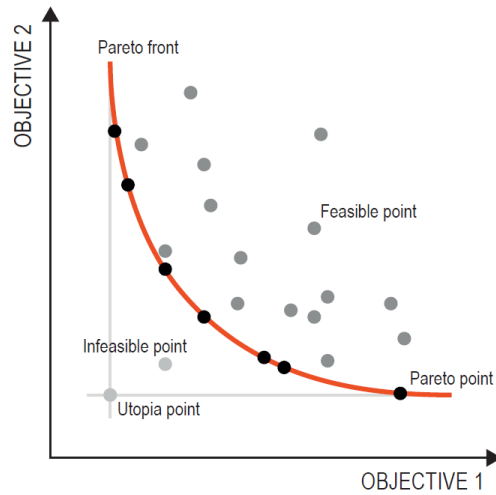 OBJECTIVE 2
Pareto front
Feasible point
Infeasible point
Pareto point
Utopia point
OBJECTIVE 1